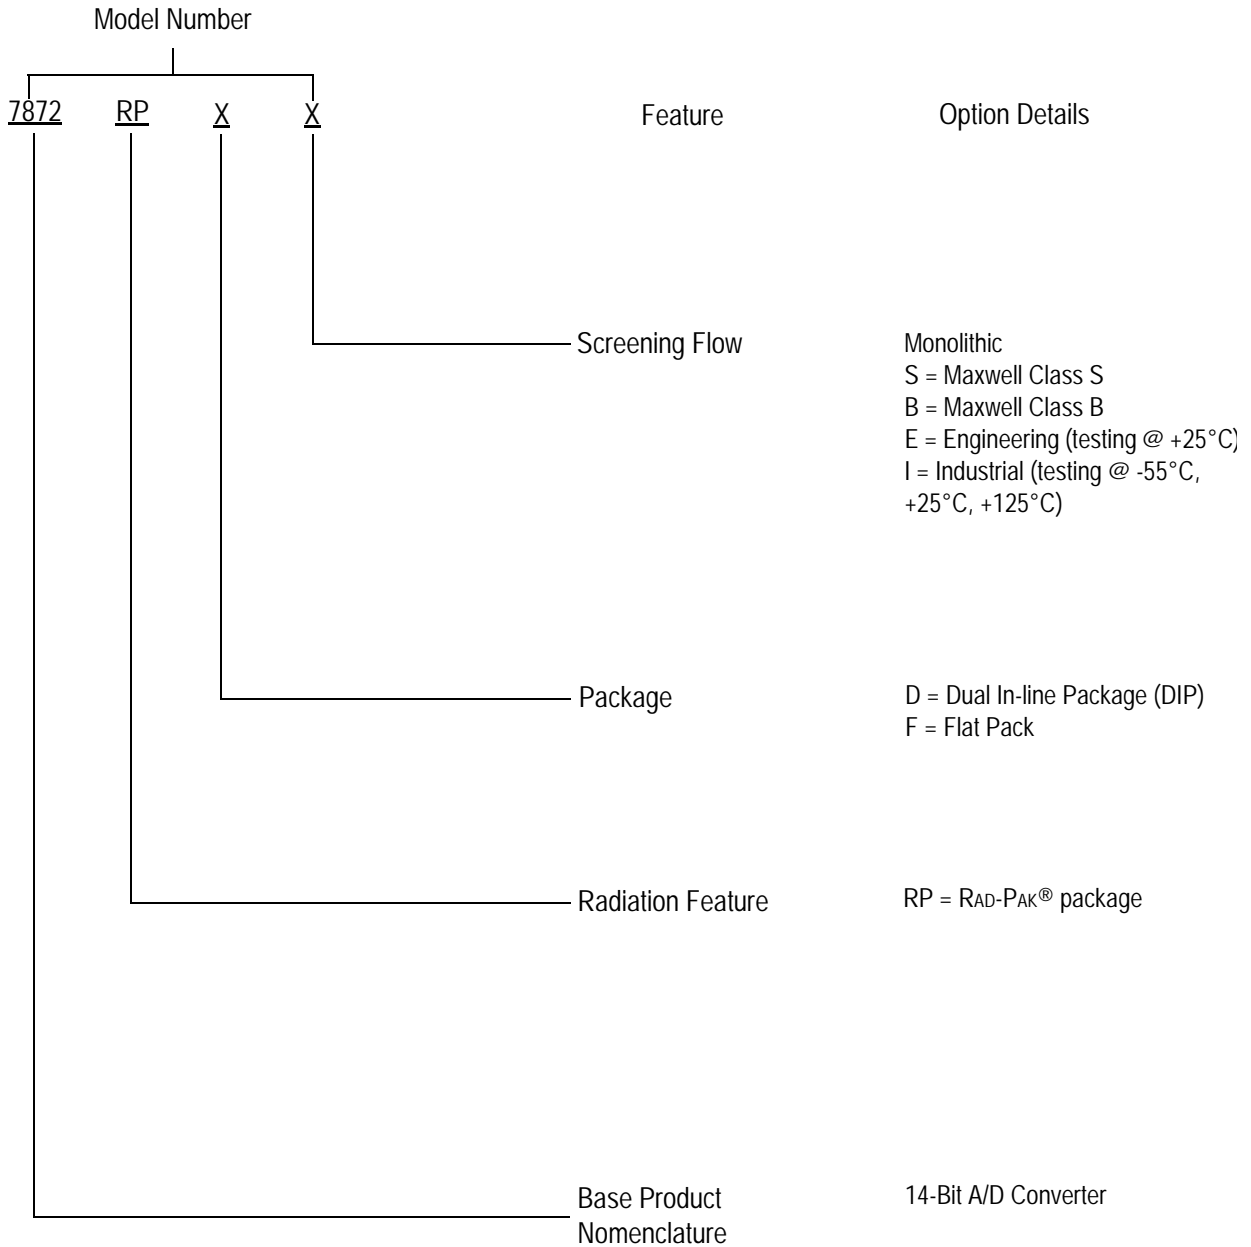 Model Number
7872 RP X X
Feature Option Details
Screening Flow
Monolithic
S = Maxwell Class S
B = Maxwell Class B
E = Engineering (testing @ +25°C)
I = Industrial (testing @ -55°C,
+25°C, +125°C)
Package
D = Dual In-line Package (DIP)
F = Flat Pack
Radiation Feature
RP = RAD-PAK® package
Base Product
Nomenclature
14-Bit A/D Converter